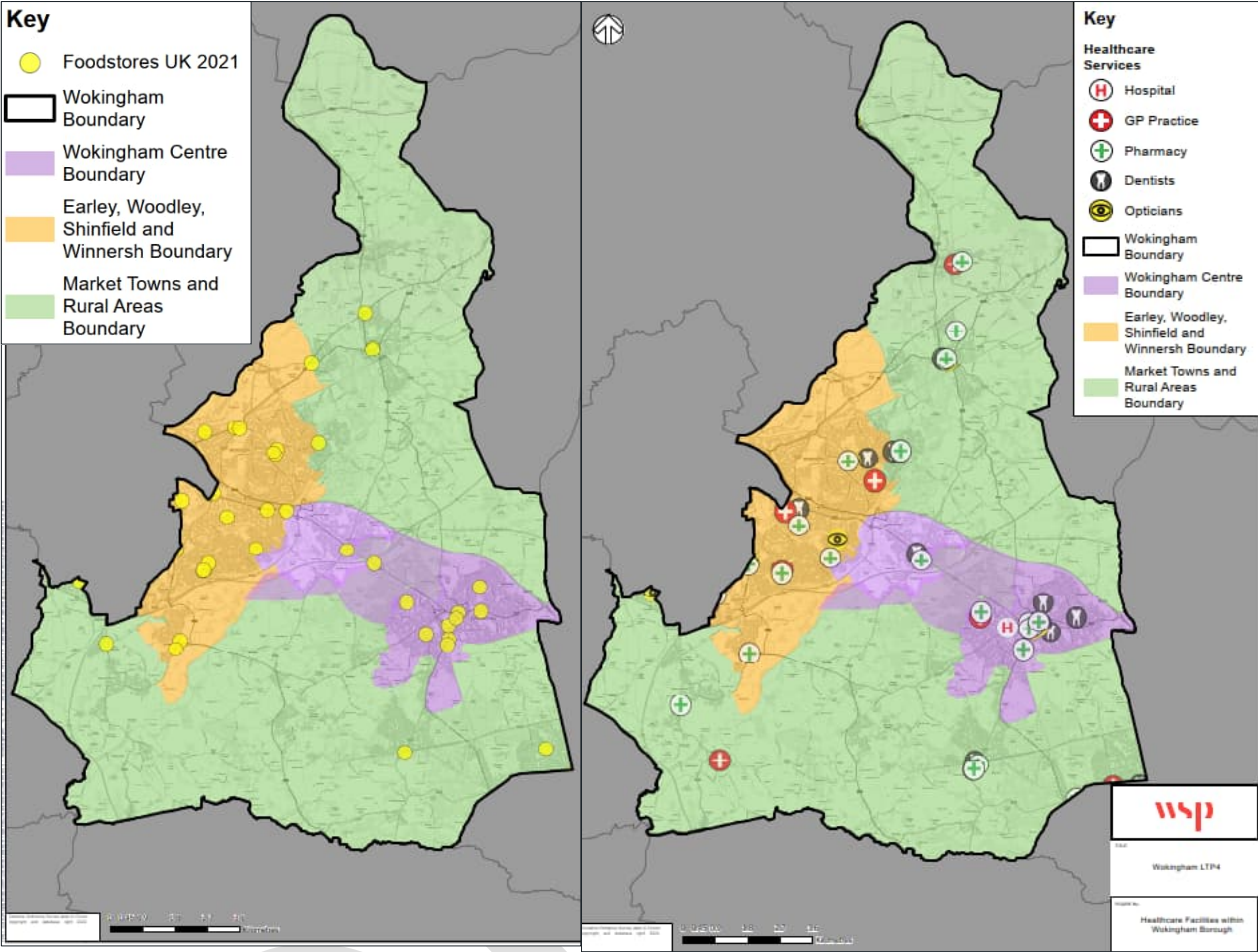 Key
Foodstores UK 2021
Wokingham
Boundary
Wokingham Centre
Boundary
Earley, Woodley,
Shinfield and
Winnersh Boundary
Market Towns and
Rural Areas
Boundary
Kilometres
Key
Healthcare
Services
H Hospital
GP Practice
Pharmacy
Dentists
Opticians
Wokingham
Boundary
Wokingham Centre
Boundary
Earley, Woodley,
Shinfield and
Winnersh Boundary
Market Towns and
Rural Areas
Boundary
H
Kilometres
wsp
Wokingham LTP4
Healthcare Facilities within
Wokingham Borough